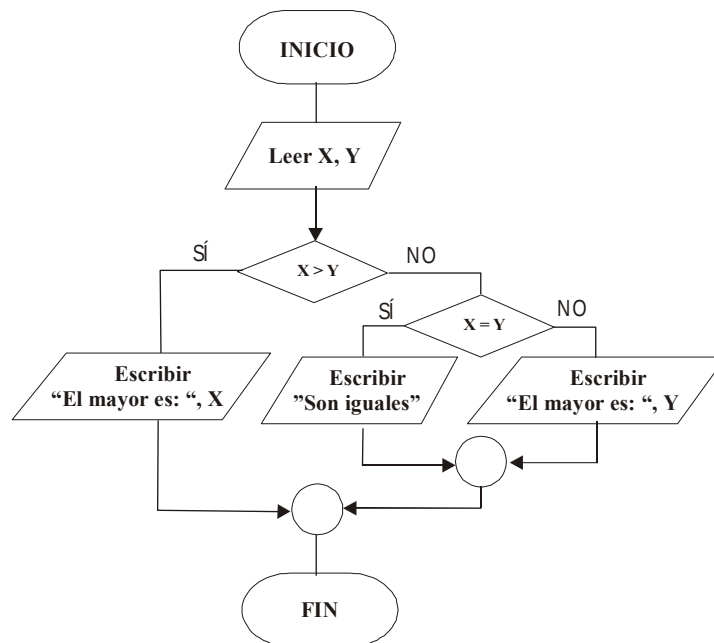 INICIO
Leer X, Y
SÍ
X > Y
NO
SÍ
X = Y
NO
Escribir
“El mayor es: “, X
Escribir
”Son iguales”
Escribir
“El mayor es: “, Y
FIN